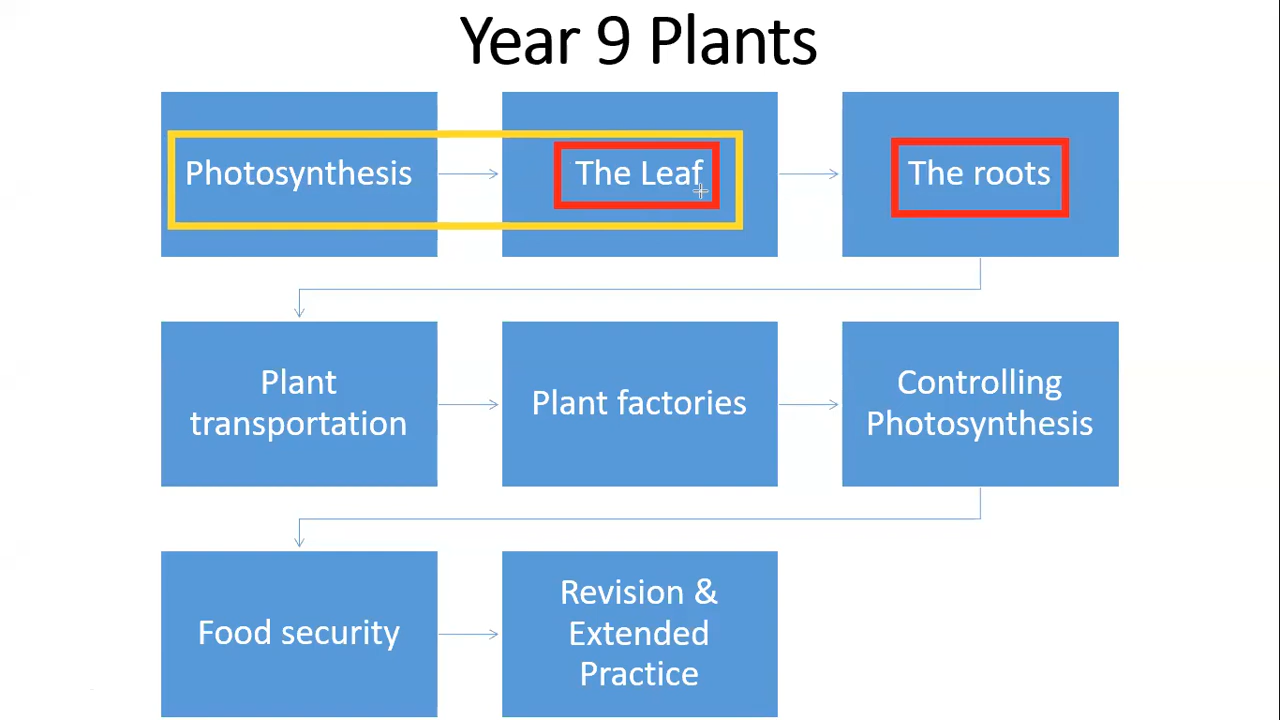 Year 9 Plants
Photosynthesis
The Leaf
The roots
Plant
transportation
Plant factories
Controlling
Photosynthesis
Food security
Revision &
Extended
Practice